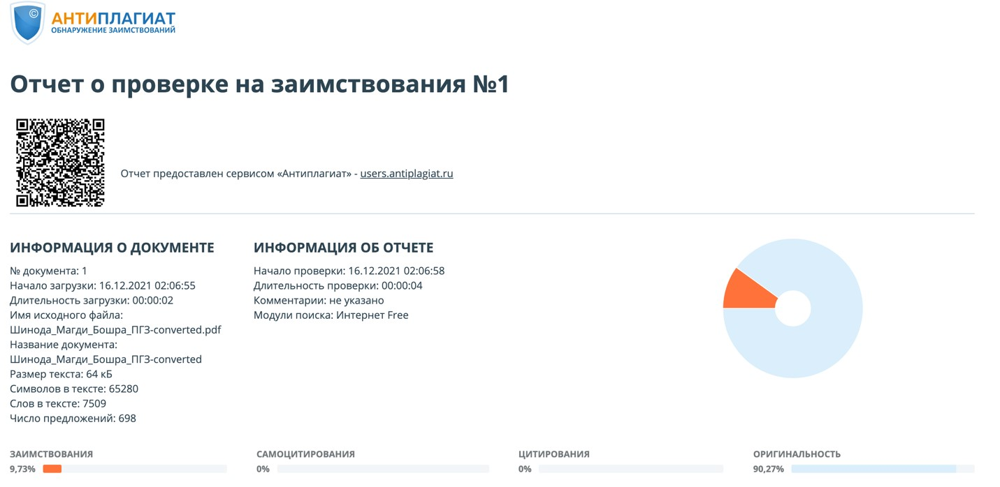 ©
АНТИПЛАГИАТ
ОБНАРУЖЕНИЕ ЗАИМСТВОВАНИЙ
Отчет о проверке на заимствования №1
Отчет предоставлен сервисом «Антиплагиат» - users.antiplagiat.ru
ИНФОРМАЦИЯ О ДОКУМЕНТЕ
№ документа: 1
Начало загрузки: 16.12.2021 02:06:55
Длительность загрузки: 00:00:02
Имя исходного файла:
Шинода_Магди_Бошра_ПГЗ-converted.pdf
Название документа:
Шинода_Магди_Бошра_ПГЗ-converted
Размер текста: 64 кБ
Символов в тексте: 65280
Слов в тексте: 7509
Число предложений: 698
ИНФОРМАЦИЯ ОБ ОТЧЕТЕ
Начало проверки: 16.12.2021 02:06:58
Длительность проверки: 00:00:04
Комментарии: не указано
Модули поиска: Интернет Free
ЗАИМСТВОВАНИЯ
9,73%
САМОЦИТИРОВАНИЯ
0%
ЦИТИРОВАНИЯ
0%
ОРИГИНАЛЬНОСТЬ
90,27%